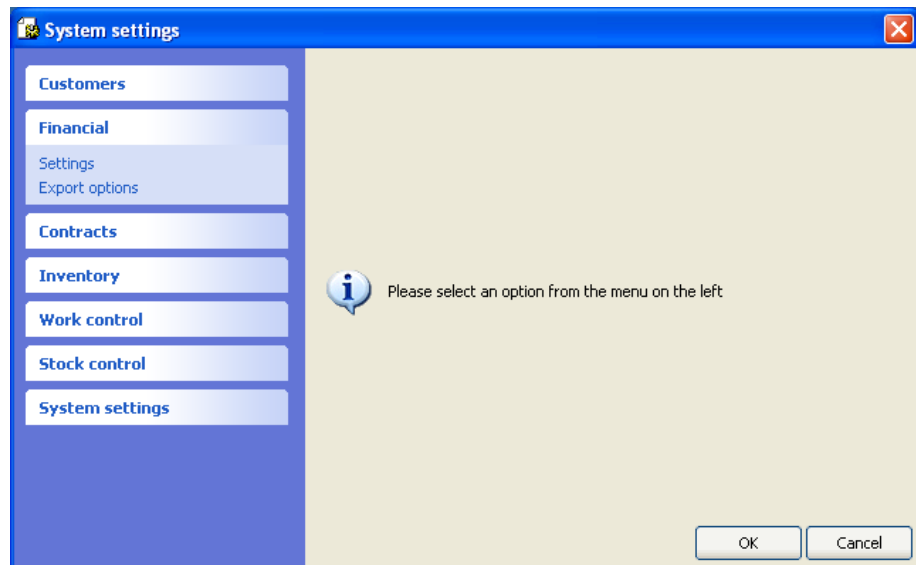 System settings
Customers
Financial
Settings
Export options
Contracts
Inventory
Work control
Stock control
System settings
Please select an option from the menu on the left
OK
Cancel